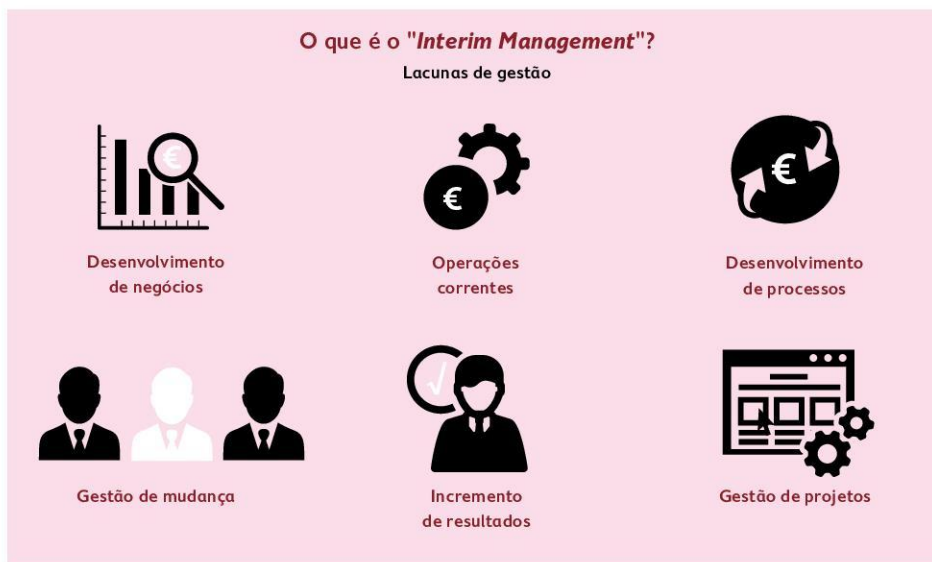 O que é o "Interim Management"?
Lacunas de gestão
€
€
€
Desenvolvimento
de negócios
Operações
correntes
Desenvolvimento
de processos
√
Gestão de mudança
Incremento
de resultados
Gestão de projetos